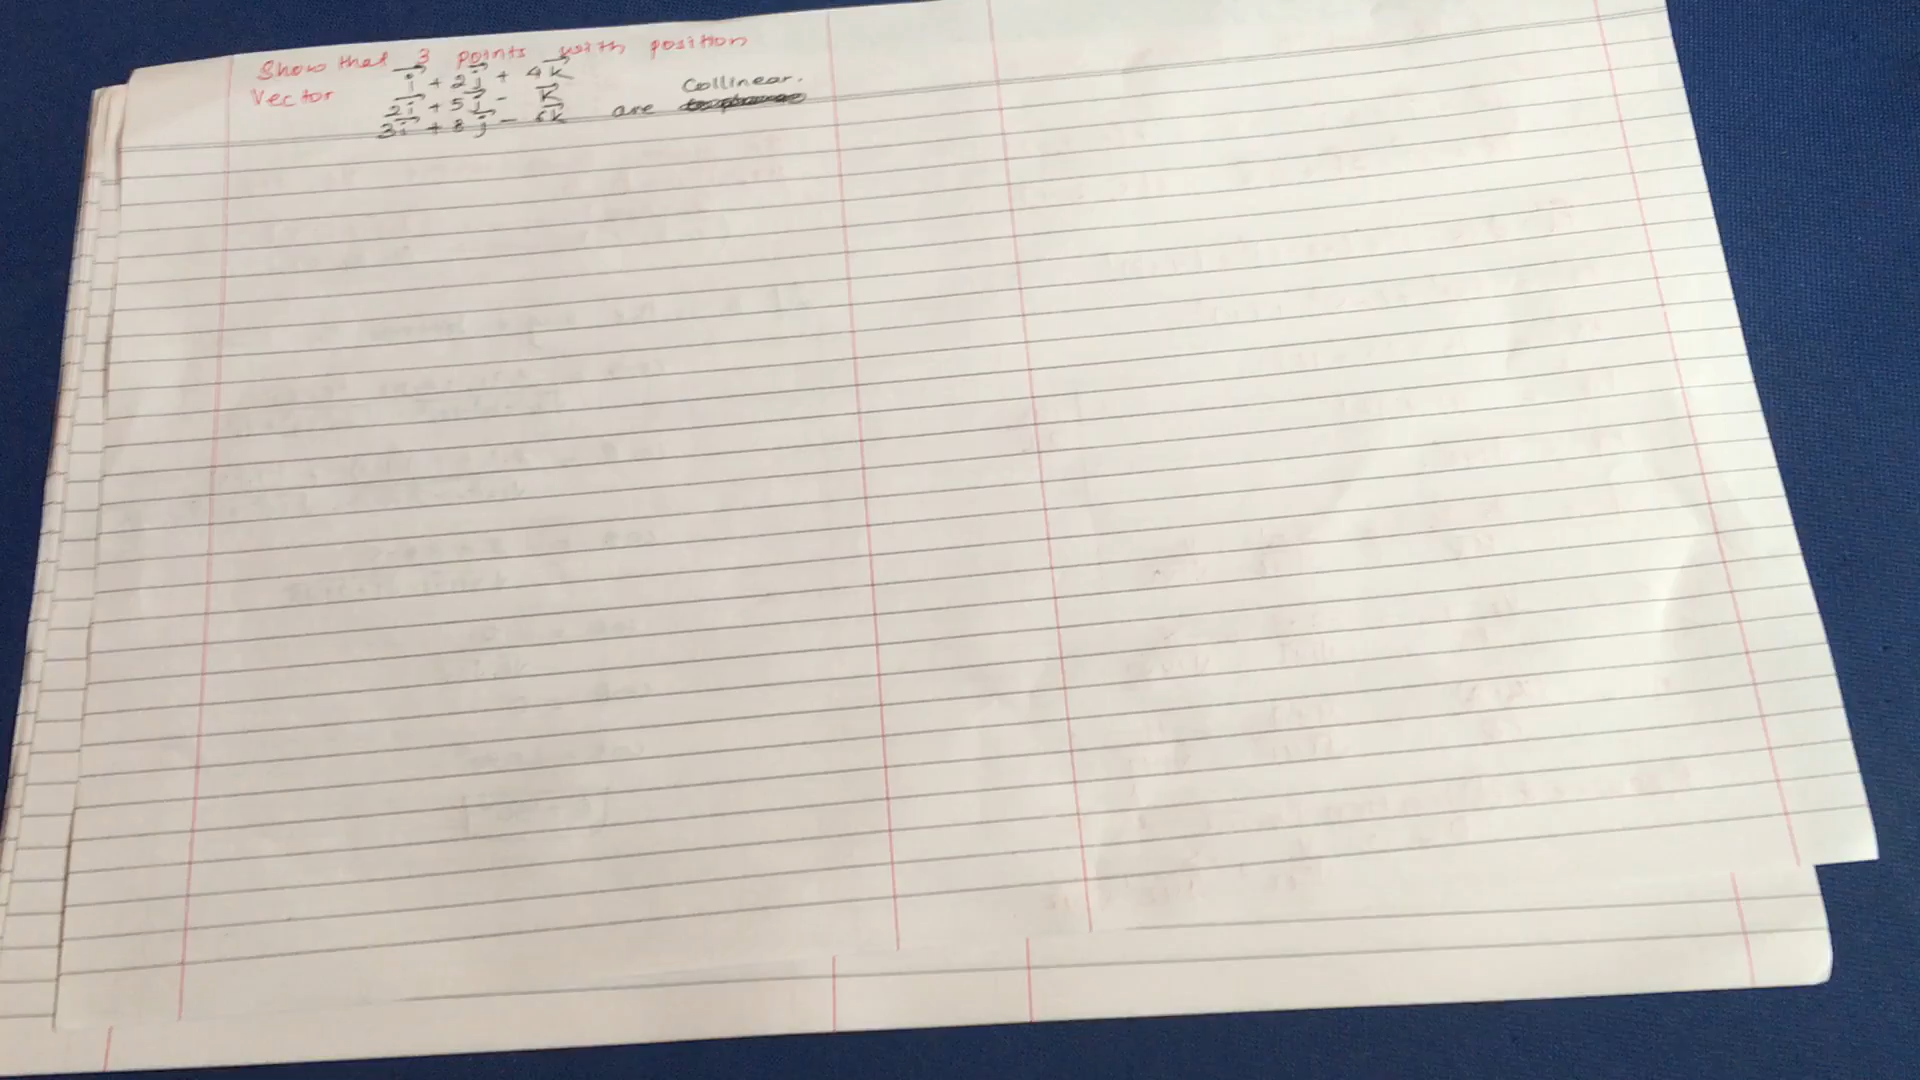 Show that 3 points with position
Vector i + 2j + 4k
2i + 5j - k are Collinear.
3i + 8j - 6k